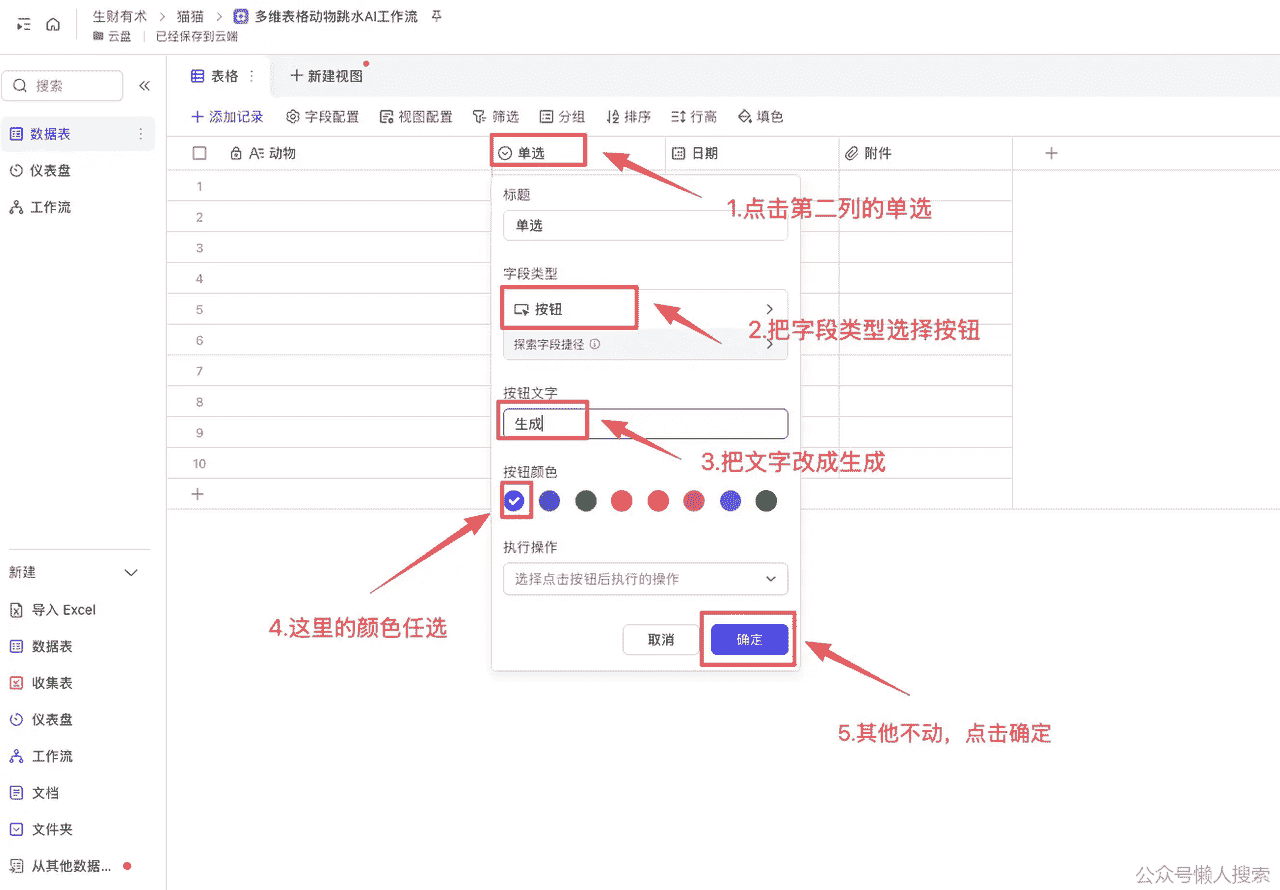 生财有术 > 猫猫 > 多维表格动物跳水AI工作流
云盘 | 已经保存到云端
搜索
数据表
仪表盘
工作流
表格
新建视图
添加记录 字段配置 视图配置 筛选 分组 排序 行高 填色
动物 单选 日期 附件
1
2
3
4
5
6
7
8
9
10
标题
单选
字段类型
按钮
探索字段捷径
按钮文字
生成
按钮颜色
执行操作
选择点击按钮后执行的操作
取消 确定
1.点击第二列的单选
2.把字段类型选择按钮
3.把文字改成生成
4.这里的颜色任选
5.其他不动，点击确定
新建
导入 Excel
数据表
收集表
仪表盘
工作流
文档
文件夹
从其他数据...
公众号懒人搜索